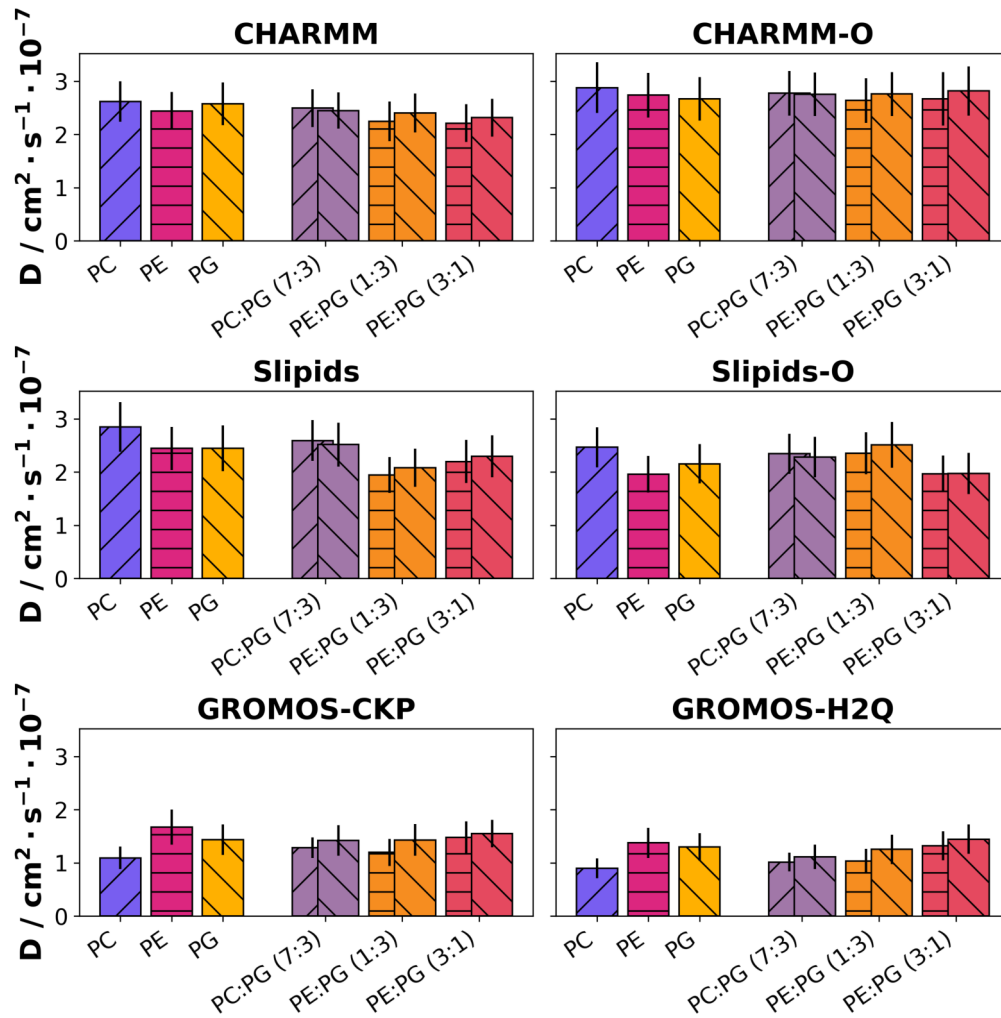 CHARMM
D / cm² · s⁻¹ · 10⁻⁷
3
2
1
0
PC
PE
PG
PC:PG (7:3)
PE:PG (1:3)
PE:PG (3:1)
CHARMM-O
PC
PE
PG
PC:PG (7:3)
PE:PG (1:3)
PE:PG (3:1)
Slipids
D / cm² · s⁻¹ · 10⁻⁷
3
2
1
0
PC
PE
PG
PC:PG (7:3)
PE:PG (1:3)
PE:PG (3:1)
Slipids-O
3
2
1
0
PC
PE
PG
PC:PG (7:3)
PE:PG (1:3)
PE:PG (3:1)
GROMOS-CKP
D / cm² · s⁻¹ · 10⁻⁷
3
2
1
0
PC
PE
PG
PC:PG (7:3)
PE:PG (1:3)
PE:PG (3:1)
GROMOS-H2Q
PC
PE
PG
PC:PG (7:3)
PE:PG (1:3)
PE:PG (3:1)